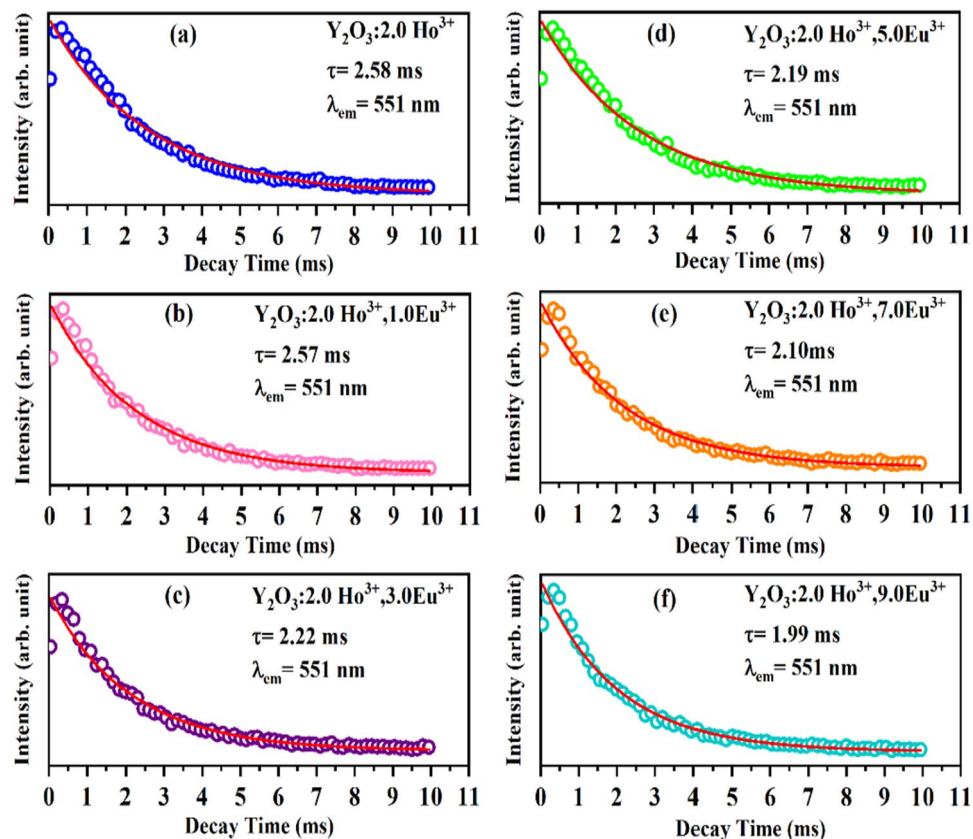 (a)
Y₂O₃:2.0 Ho³⁺
τ= 2.58 ms
λₑₘ= 551 nm
Intensity (arb. unit)
0 1 2 3 4 5 6 7 8 9 10 11
Decay Time (ms)
(d)
Y₂O₃:2.0 Ho³⁺,5.0Eu³⁺
τ= 2.19 ms
λₑₘ= 551 nm
Intensity (arb. unit)
0 1 2 3 4 5 6 7 8 9 10 11
Decay Time (ms)
(b)
Y₂O₃:2.0 Ho³⁺,1.0Eu³⁺
τ= 2.57 ms
λₑₘ= 551 nm
Intensity (arb. unit)
0 1 2 3 4 5 6 7 8 9 10 11
Decay Time (ms)
(e)
Y₂O₃:2.0 Ho³⁺,7.0Eu³⁺
τ= 2.10ms
λₑₘ= 551 nm
Intensity (arb. unit)
0 1 2 3 4 5 6 7 8 9 10 11
Decay Time (ms)
(c)
Y₂O₃:2.0 Ho³⁺,3.0Eu³⁺
τ= 2.22 ms
λₑₘ= 551 nm
Intensity (arb. unit)
0 1 2 3 4 5 6 7 8 9 10 11
Decay Time (ms)
(f)
Y₂O₃:2.0 Ho³⁺,9.0Eu³⁺
τ= 1.99 ms
λₑₘ= 551 nm
Intensity (arb. unit)
0 1 2 3 4 5 6 7 8 9 10 11
Decay Time (ms)